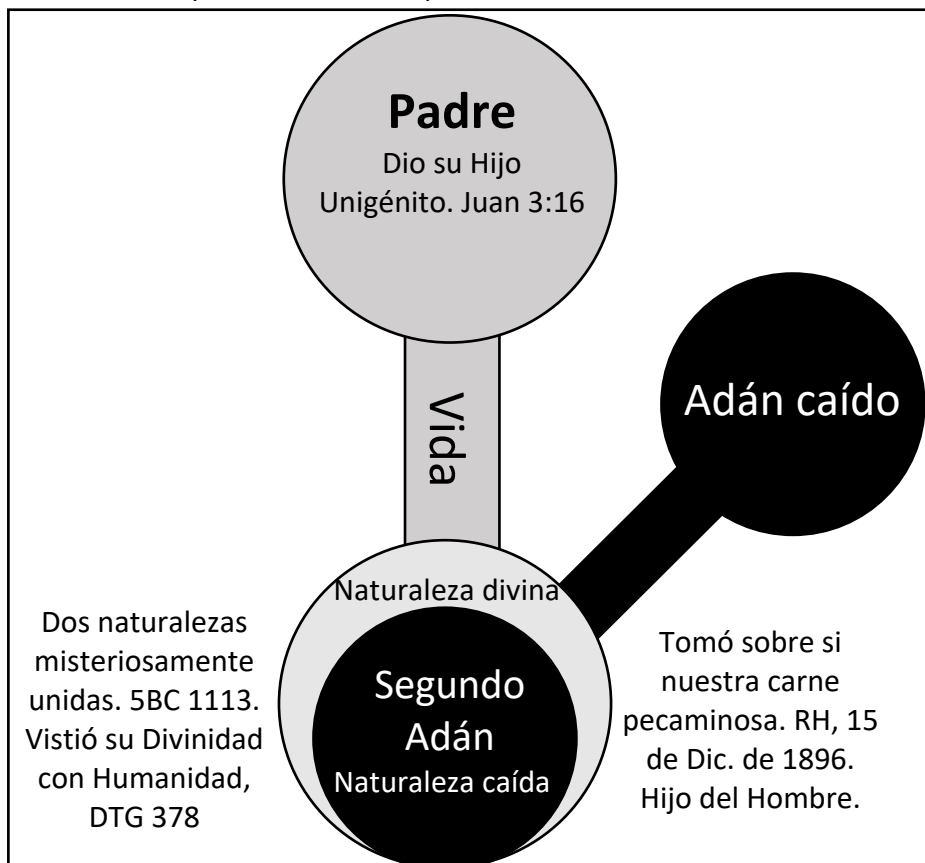 Padre
Dio su Hijo
Unigénito. Juan 3:16
Vida
Adán caído
Naturaleza divina
Segundo
Adán
Naturaleza caída
Dos naturalezas
misteriosamente
unidas. 5BC 1113.
Vistió su Divinidad
con Humanidad,
DTG 378
Tomó sobre si
nuestra carne
pecaminosa. RH, 15
de Dic. de 1896.
Hijo del Hombre.